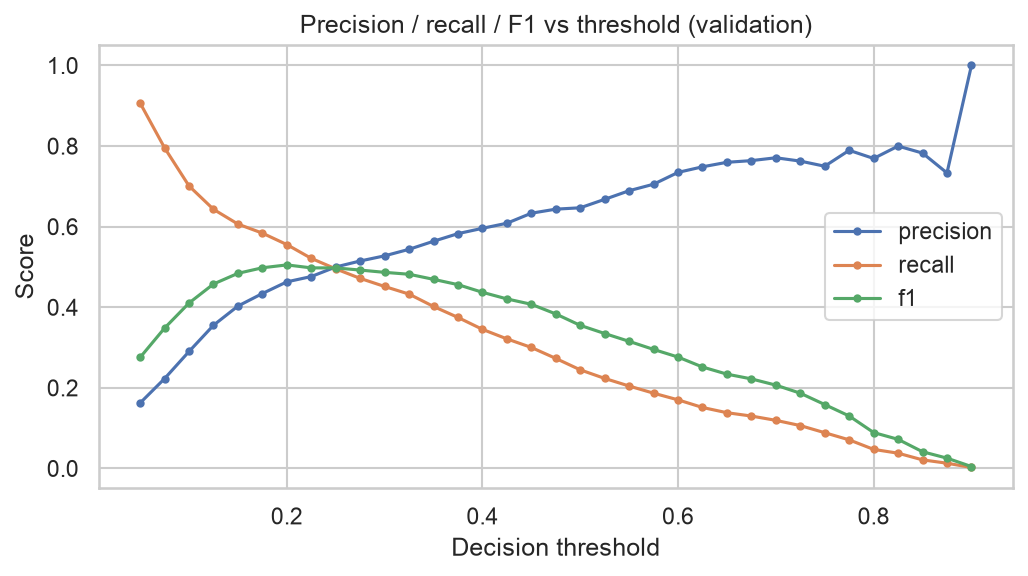 Precision / recall / F1 vs threshold (validation)
Score
1.0
0.8
0.6
0.4
0.2
0.0
precision
recall
f1
0.2 0.4 0.6 0.8
Decision threshold